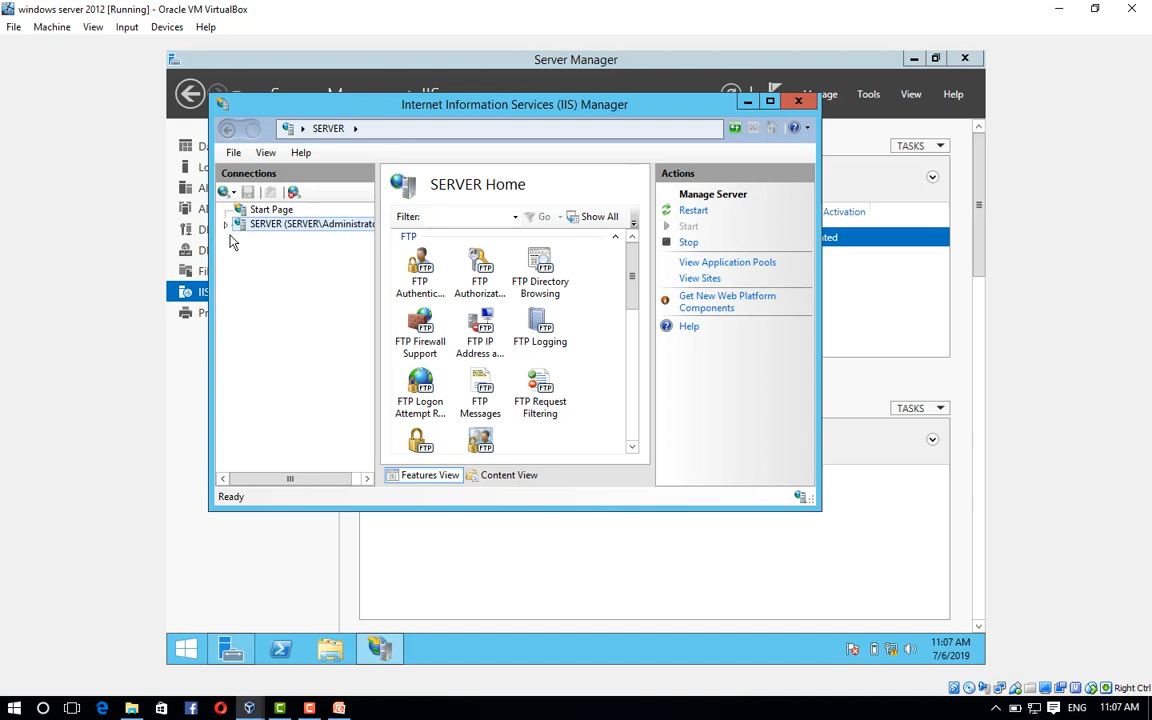 windows server 2012 [Running] - Oracle VM VirtualBox
File Machine View Input Devices Help
Server Manager
Manage Tools View Help
Internet Information Services (IIS) Manager
SERVER
File View Help
TASKS
Connections
SERVER Home
Actions
Start Page
SERVER (SERVER\Administrato
Filter: Go Show All
Manage Server
Restart
Start
Stop
View Application Pools
View Sites
Get New Web Platform
Components
Help
Activation
FTP
FTP
Authentic...
FTP
Authorizat...
FTP Directory
Browsing
FTP Firewall
Support
FTP IP
Address a...
FTP Logging
FTP Logon
Attempt R...
FTP
Messages
FTP Request
Filtering
IIS
TASKS
Features View Content View
Ready
11:07 AM
7/6/2019
Right Ctrl
ENG 11:07 AM